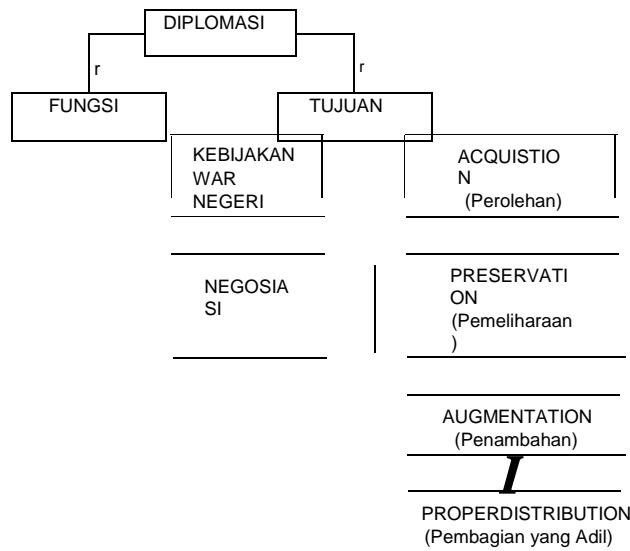 DIPLOMASI
r
r
FUNGSI
TUJUAN
KEBIJAKAN
WAR
NEGERI
ACQUISTIO
N
(Perolehan)
NEGOSIA
SI
PRESERVATI
ON
(Pemeliharaan
)
AUGMENTATION
(Penambahan)
I
PROPERDISTRIBUTION
(Pembagian yang Adil)